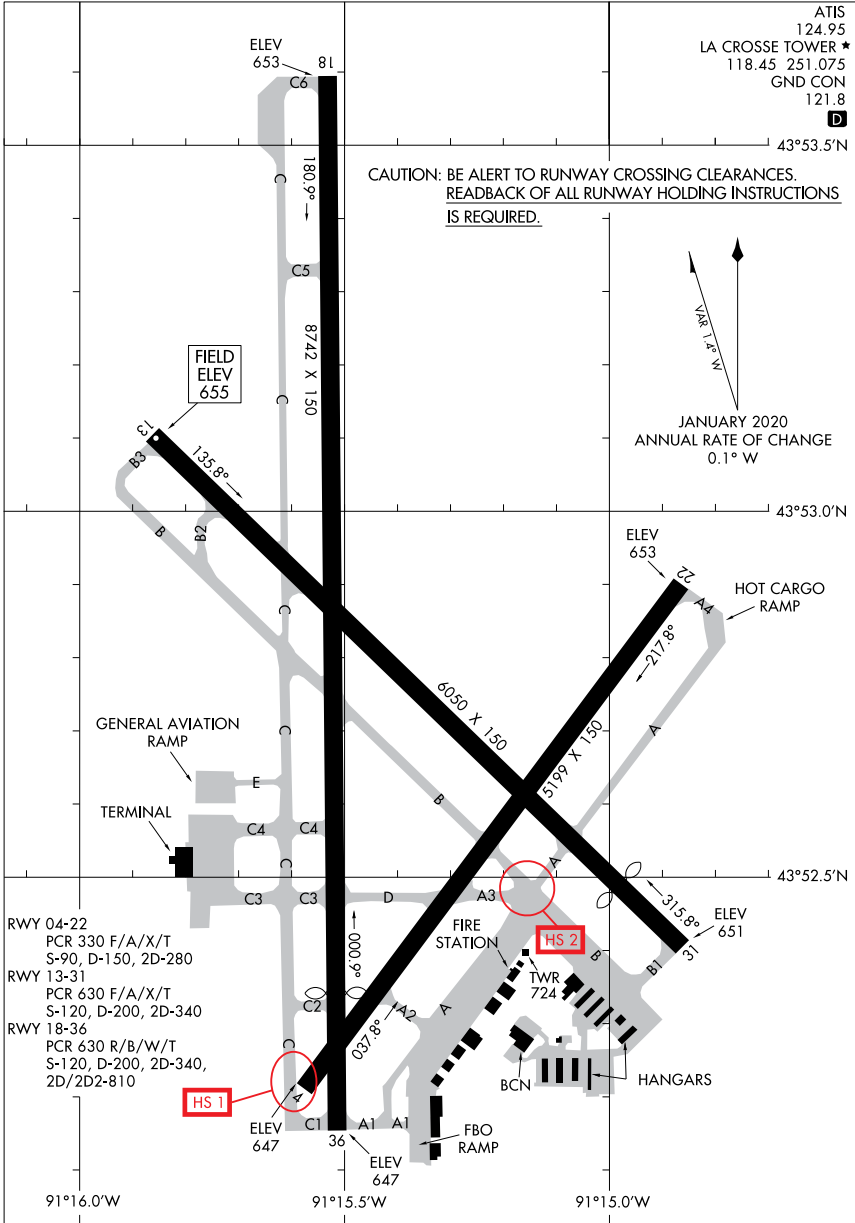 ATIS
124.95
LA CROSSE TOWER ★
118.45 251.075
GND CON
121.8
D
ELEV
653
18
C6
43°53.5'N
CAUTION: BE ALERT TO RUNWAY CROSSING CLEARANCES.
READBACK OF ALL RUNWAY HOLDING INSTRUCTIONS
IS REQUIRED.
C
180.9°
C5
8742 X 150
VAR 1.4° W
JANUARY 2020
ANNUAL RATE OF CHANGE
0.1° W
FIELD
ELEV
655
C
13
135.8°
B3
B
B2
43°53.0'N
ELEV
653
22
HOT CARGO
RAMP
A4
C
217.8°
6050 X 150
5199 X 150
A
GENERAL AVIATION
RAMP
C
E
B
TERMINAL
C4
C4
C
A
43°52.5'N
C3
C3
D
A3
315.8°
ELEV
651
31
HS 2
FIRE
STATION
TWR
724
B
B1
RWY 04-22
PCR 330 F/A/X/T
S-90, D-150, 2D-280
RWY 13-31
PCR 630 F/A/X/T
S-120, D-200, 2D-340
RWY 18-36
PCR 630 R/B/W/T
S-120, D-200, 2D-340,
2D/2D2-810
000.9°
C2
037.8°
A2
A
C
BCN
HANGARS
HS 1
4
ELEV
647
C1
36
A1
A1
ELEV
647
FBO
RAMP
91°16.0'W
91°15.5'W
91°15.0'W